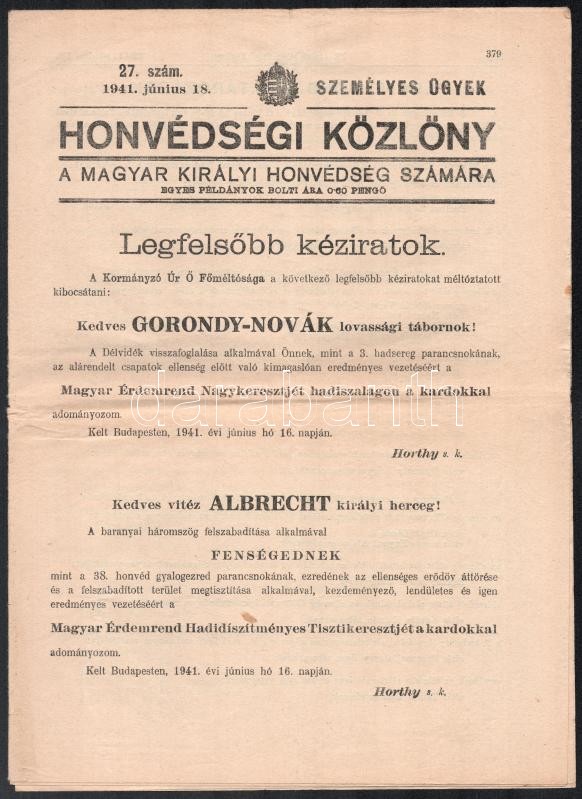 379
27. szám.
1941. június 18.
SZEMÉLYES ÜGYEK
HONVÉDSÉGI KÖZLÖNY
A MAGYAR KIRÁLYI HONVÉDSÉG SZÁMÁRA
EGYES PÉLDÁNYOK BOLTI ÁRA 0·60 PENGŐ
Legfelsőbb kéziratok.
A Kormányzó Úr Ő Főméltósága a következő legfelsőbb kéziratokat méltóztatott
kibocsátani:
Kedves GORONDY-NOVÁK lovassági tábornok!
A Délvidék visszafoglalása alkalmával Önnek, mint a 3. hadsereg parancsnokának,
az alárendelt csapatok ellenség előtt való kimagaslóan eredményes vezetéséért a
Magyar Érdemrend Nagykeresztjét hadiszalagon a kardokkal
adományozom.
Kelt Budapesten, 1941. évi június hó 16. napján.
Horthy s. k.
Kedves vitéz ALBRECHT királyi herceg!
A baranyai háromszög felszabadítása alkalmával
FENSÉGEDNEK
mint a 38. honvéd gyalogezred parancsnokának, ezredének az ellenséges erődöv áttörése
és a felszabadított terület megtisztítása alkalmával, kezdeményező, lendületes és igen
eredményes vezetéséért a
Magyar Érdemrend Hadidíszítményes Tisztikeresztjét a kardokkal
adományozom.
Kelt Budapesten, 1941. évi június hó 16. napján.
Horthy s. k.
darabanth